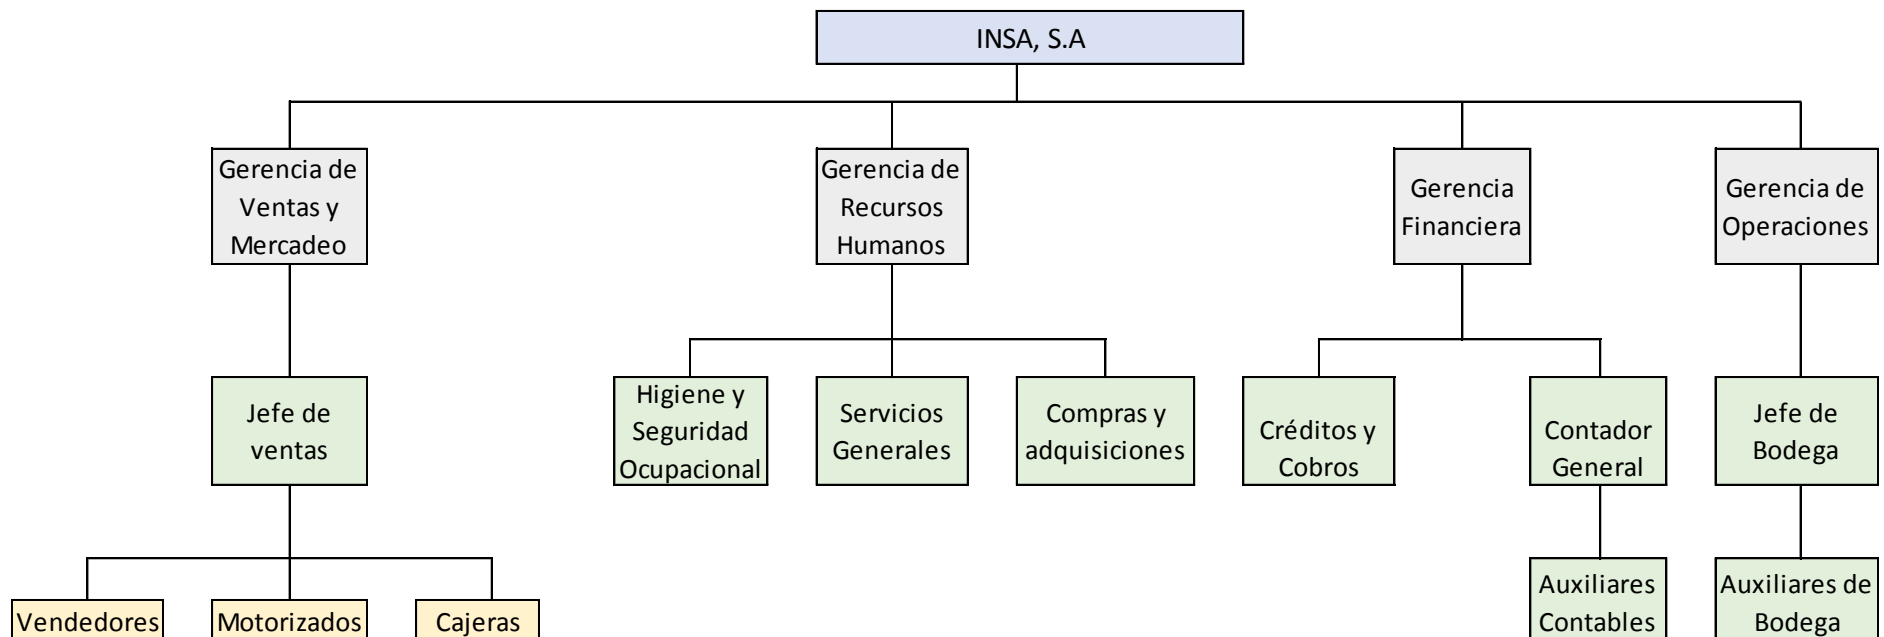 INSA, S.A
Gerencia de
Ventas y
Mercadeo
Gerencia de
Recursos
Humanos
Gerencia
Financiera
Gerencia de
Operaciones
Jefe de
ventas
Higiene y
Seguridad
Ocupacional
Servicios
Generales
Compras y
adquisiciones
Créditos y
Cobros
Contador
General
Jefe de
Bodega
Vendedores
Motorizados
Cajeras
Auxiliares
Contables
Auxiliares de
Bodega